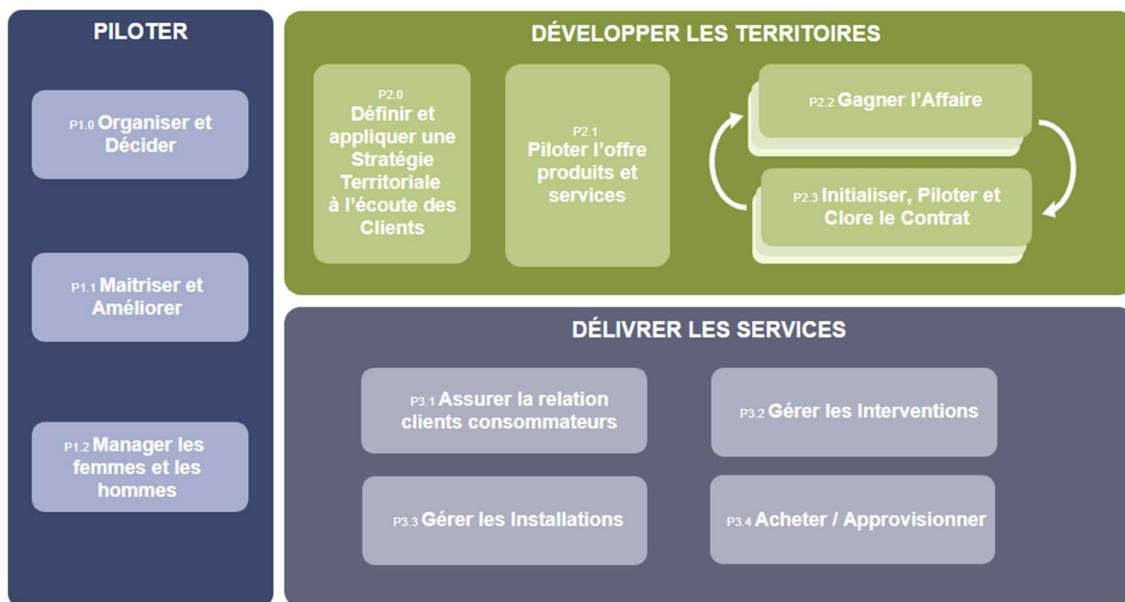 PILOTER
P1.0 Organiser et
Décider
P1.1 Maitriser et
Améliorer
P1.2 Manager les
femmes et les
hommes
DÉVELOPPER LES TERRITOIRES
P2.0
Définir et
appliquer une
Stratégie
Territoriale
à l’écoute des
Clients
P2.1
Piloter l’offre
produits et
services
P2.2 Gagner l’Affaire
P2.3 Initialiser, Piloter et
Clore le Contrat
DÉLIVRER LES SERVICES
P3.1 Assurer la relation
clients consommateurs
P3.2 Gérer les Interventions
P3.3 Gérer les Installations
P3.4 Acheter / Approvisionner